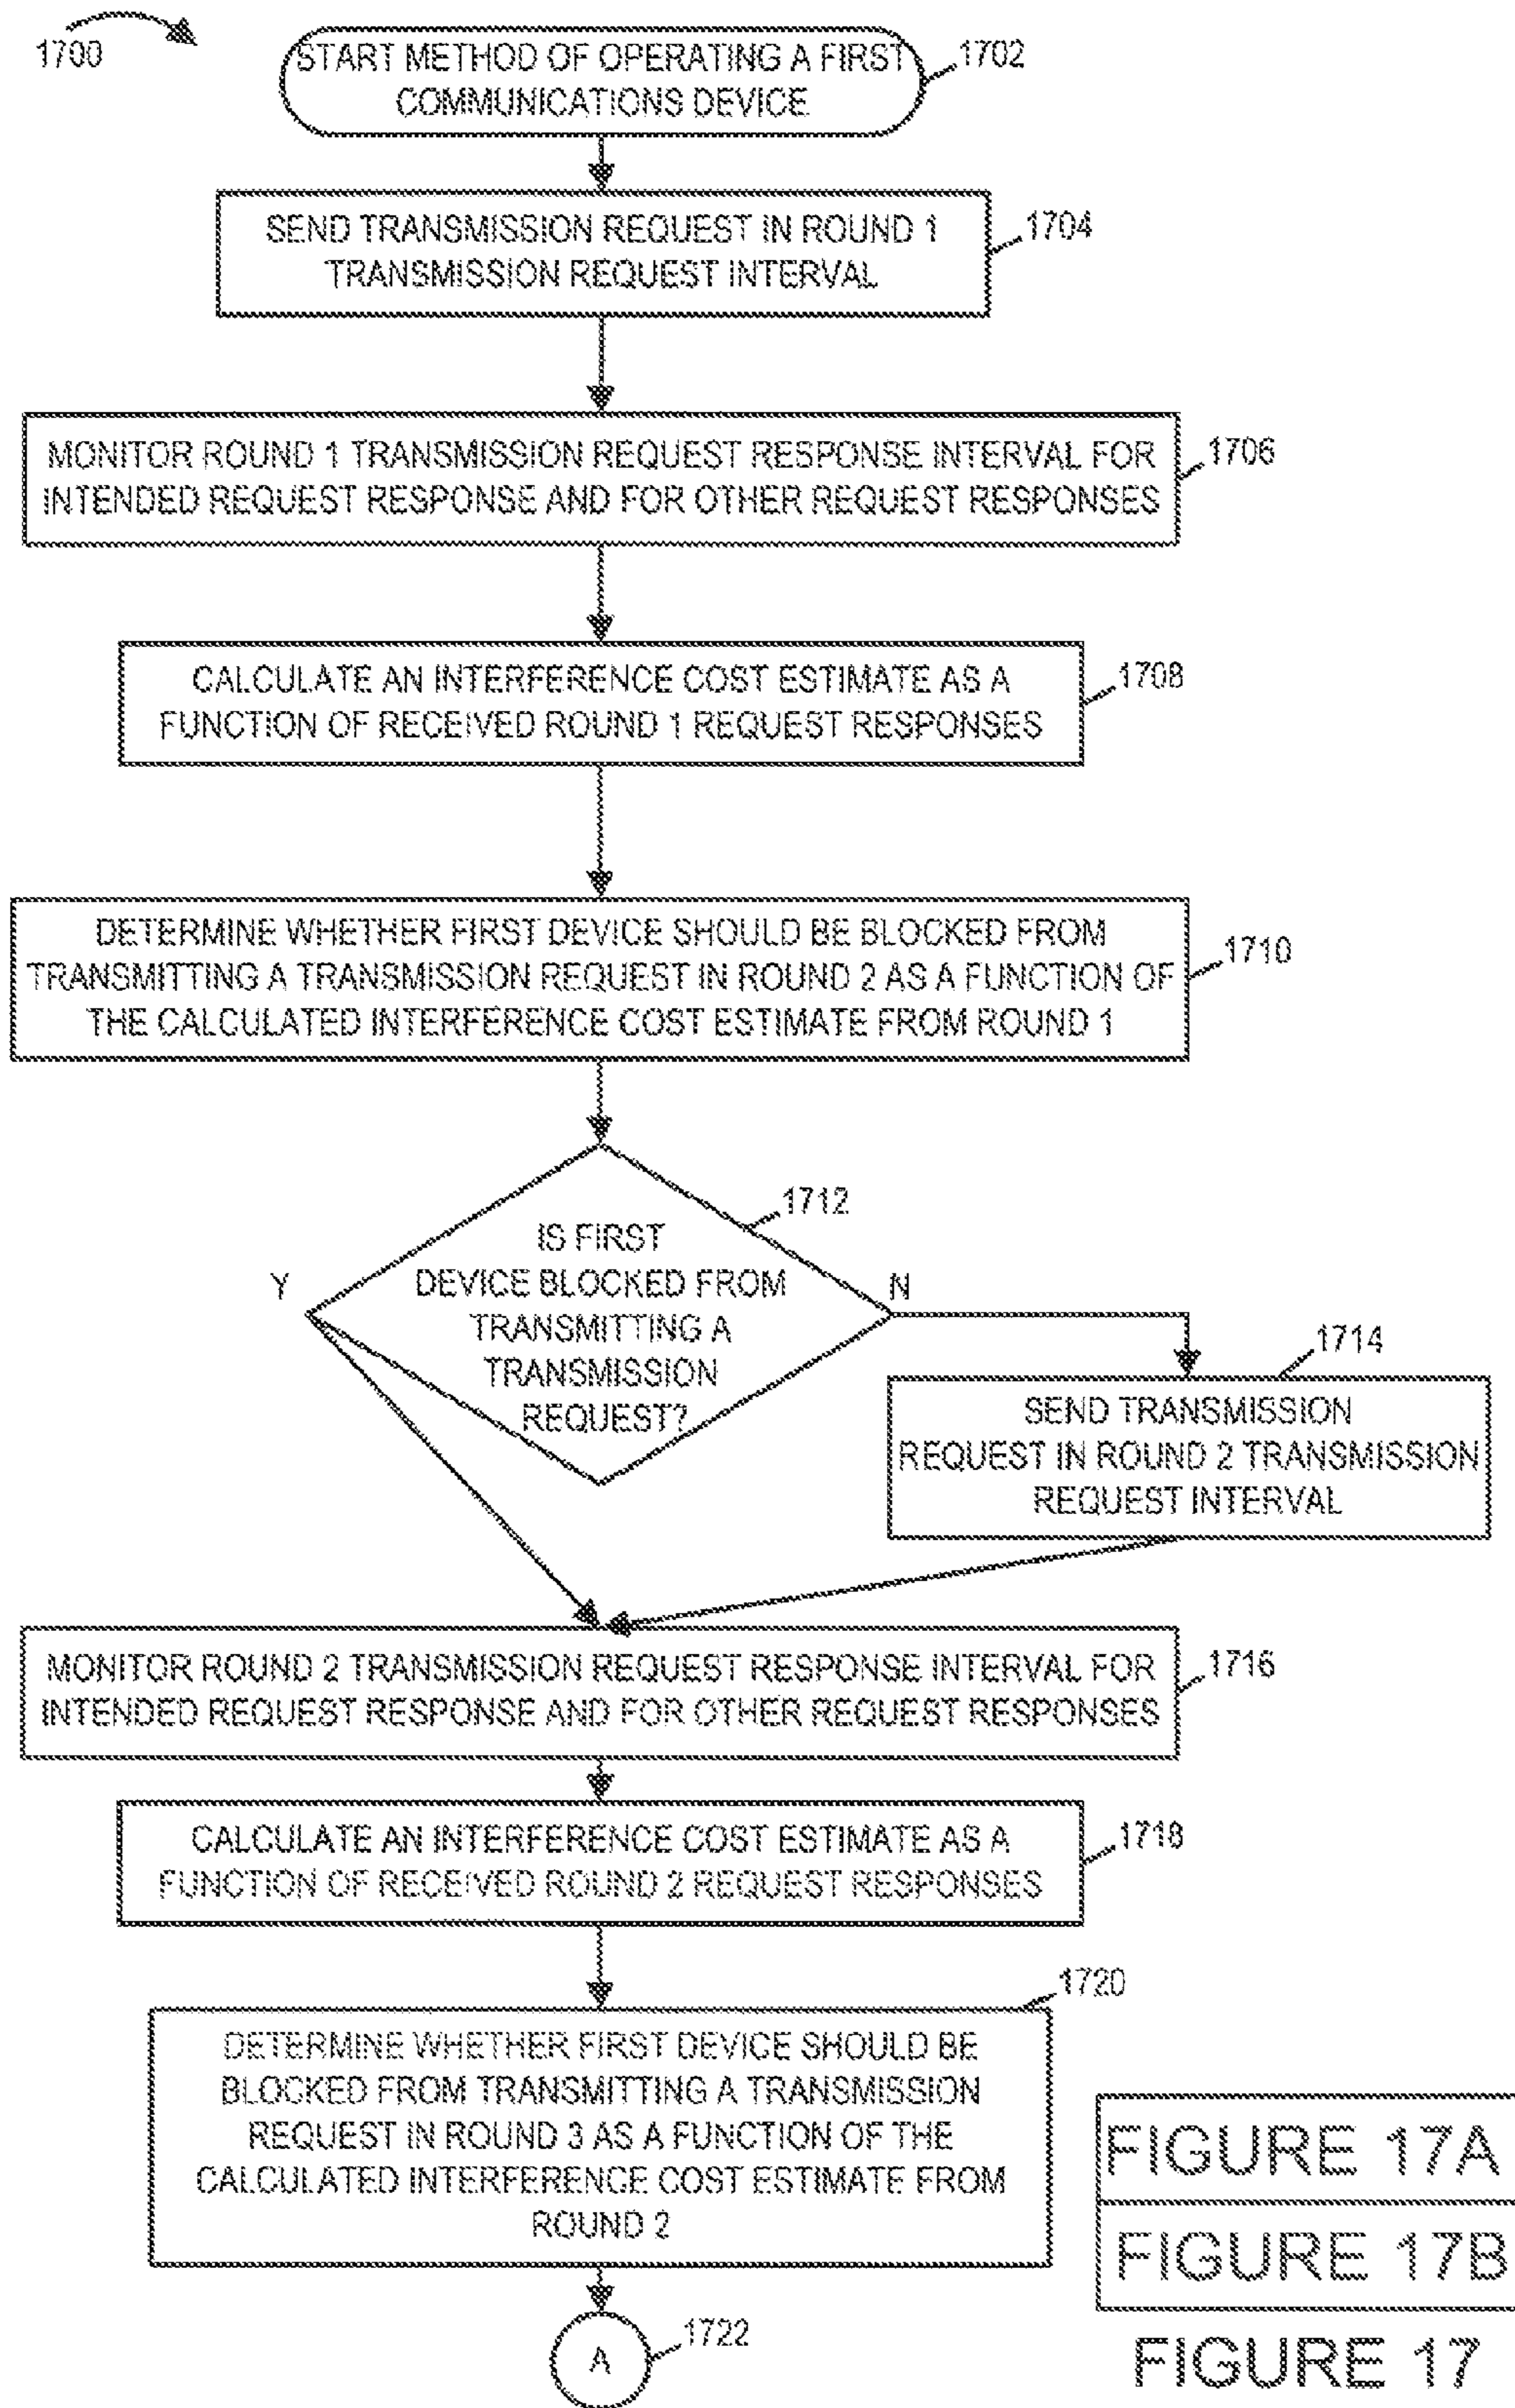 1700
START METHOD OF OPERATING A FIRST
COMMUNICATIONS DEVICE
1702
SEND TRANSMISSION REQUEST IN ROUND 1
TRANSMISSION REQUEST INTERVAL
1704
MONITOR ROUND 1 TRANSMISSION REQUEST RESPONSE INTERVAL FOR
INTENDED REQUEST RESPONSE AND FOR OTHER REQUEST RESPONSES
1706
CALCULATE AN INTERFERENCE COST ESTIMATE AS A
FUNCTION OF RECEIVED ROUND 1 REQUEST RESPONSES
1708
DETERMINE WHETHER FIRST DEVICE SHOULD BE BLOCKED FROM
TRANSMITTING A TRANSMISSION REQUEST IN ROUND 2 AS A FUNCTION OF
THE CALCULATED INTERFERENCE COST ESTIMATE FROM ROUND 1
1710
1712
IS FIRST
DEVICE BLOCKED FROM
TRANSMITTING A
TRANSMISSION
REQUEST?
Y
N
1714
SEND TRANSMISSION
REQUEST IN ROUND 2 TRANSMISSION
REQUEST INTERVAL
MONITOR ROUND 2 TRANSMISSION REQUEST RESPONSE INTERVAL FOR
INTENDED REQUEST RESPONSE AND FOR OTHER REQUEST RESPONSES
1716
CALCULATE AN INTERFERENCE COST ESTIMATE AS A
FUNCTION OF RECEIVED ROUND 2 REQUEST RESPONSES
1718
1720
DETERMINE WHETHER FIRST DEVICE SHOULD BE
BLOCKED FROM TRANSMITTING A TRANSMISSION
REQUEST IN ROUND 3 AS A FUNCTION OF THE
CALCULATED INTERFERENCE COST ESTIMATE FROM
ROUND 2
A
1722
FIGURE 17A
FIGURE 17B
FIGURE 17